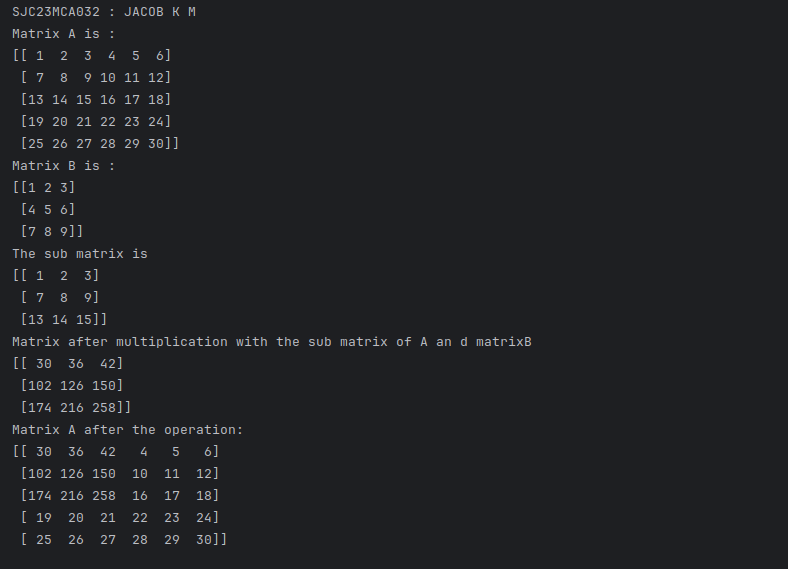 SJC23MCA032 : JACOB K M
Matrix A is :
[[ 1  2  3  4  5  6]
 [ 7  8  9 10 11 12]
 [13 14 15 16 17 18]
 [19 20 21 22 23 24]
 [25 26 27 28 29 30]]
Matrix B is :
[[1 2 3]
 [4 5 6]
 [7 8 9]]
The sub matrix is
[[ 1  2  3]
 [ 7  8  9]
 [13 14 15]]
Matrix after multiplication with the sub matrix of A an d matrixB
[[ 30  36  42]
 [102 126 150]
 [174 216 258]]
Matrix A after the operation:
[[ 30  36  42   4   5   6]
 [102 126 150  10  11  12]
 [174 216 258  16  17  18]
 [ 19  20  21  22  23  24]
 [ 25  26  27  28  29  30]]